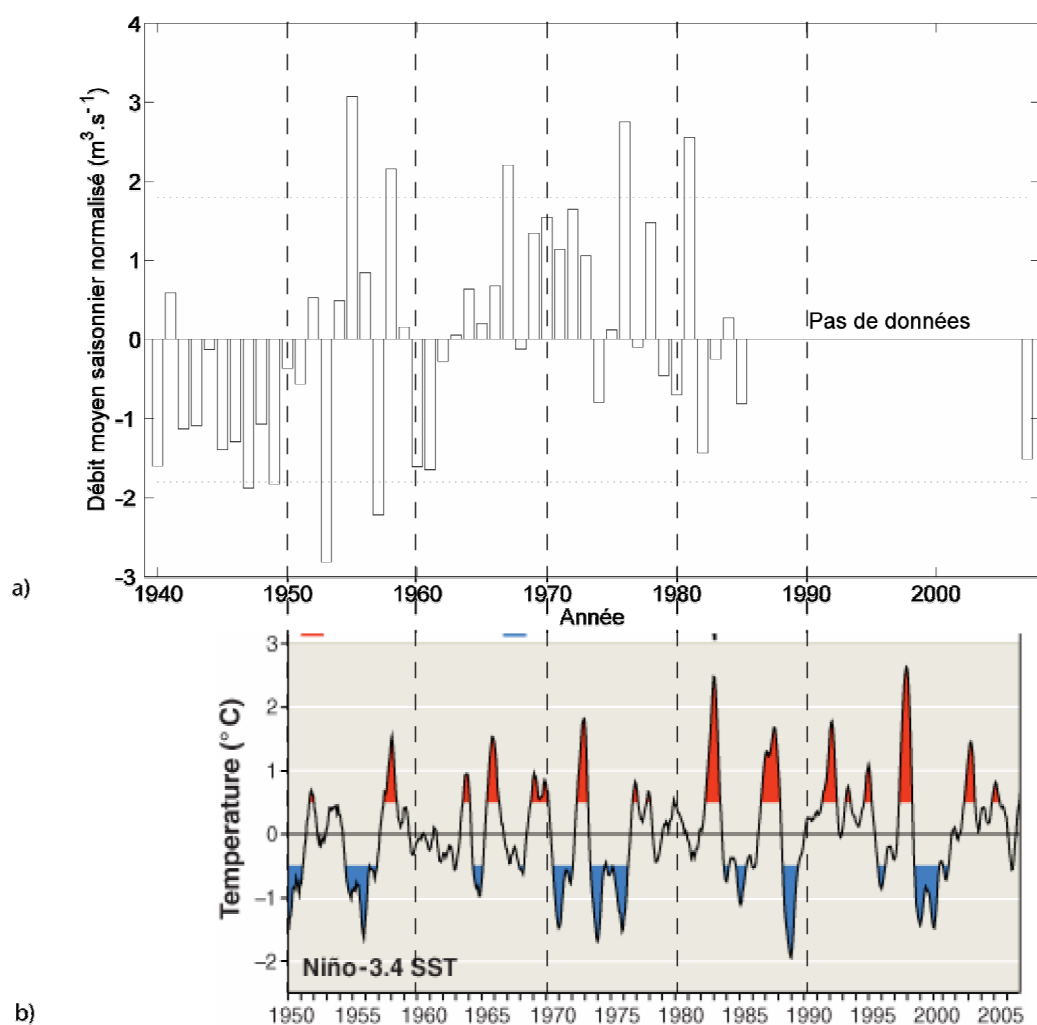 4
3
2
1
0
-1
-2
-3
Débit moyen saisonnier normalisé (m³.s⁻¹)
Pas de données
a)
1940 1950 1960 1970 1980 1990 2000
Année
3
2
1
0
−1
−2
Temperature (°C)
Niño-3.4 SST
b)
1950 1955 1960 1965 1970 1975 1980 1985 1990 1995 2000 2005